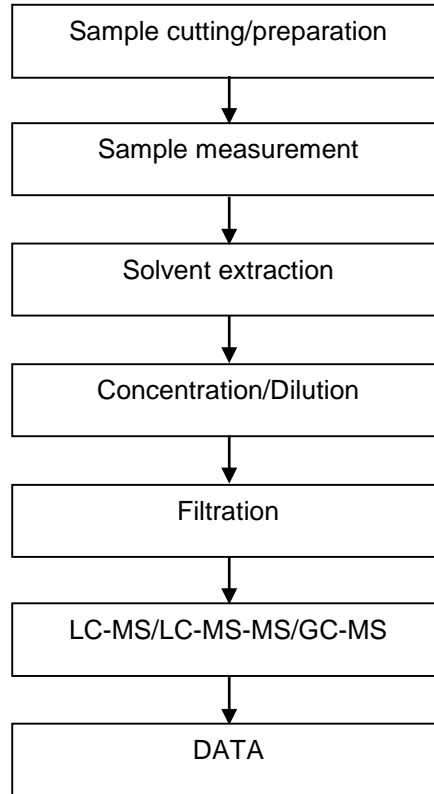 Sample cutting/preparation
Sample measurement
Solvent extraction
Concentration/Dilution
Filtration
LC-MS/LC-MS-MS/GC-MS
DATA